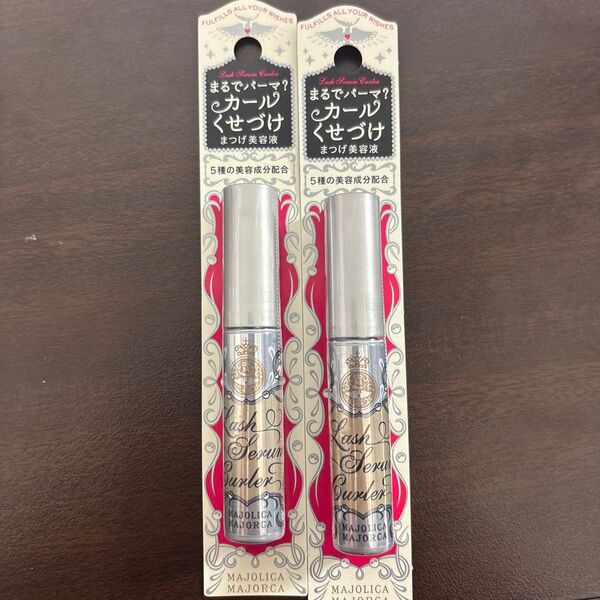 FULFILLS ALL YOUR WISHES
Lash Serum Curler
まるでパーマ?
カール
くせづけ
まつげ美容液
5種の美容成分配合
Lash
Serum
Curler
MAJOLICA
MAJORCA
MAJOLICA
MAJORCA
FULFILLS ALL YOUR WISHES
Lash Serum Curler
まるでパーマ?
カール
くせづけ
まつげ美容液
5種の美容成分配合
Lash
Serum
Curler
MAJOLICA
MAJORCA
MAJOLICA
MAJORCA